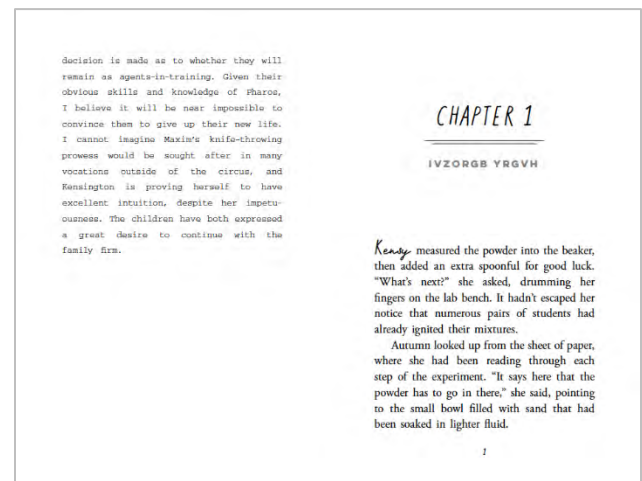 decision is made as to whether they will
remain as agents-in-training. Given their
obvious skills and knowledge of Pharos,
I believe it will be near impossible to
convince them to give up their new life.
I cannot imagine Maxim's knife-throwing
prowess would be sought after in many
vocations outside of the circus, and
Kensington is proving herself to have
excellent intuition, despite her impetu-
ousness. The children have both expressed
a great desire to continue with the
family firm.
CHAPTER 1
IVZORGB YRGVH
Kensy measured the powder into the beaker,
then added an extra spoonful for good luck.
“What’s next?” she asked, drumming her
fingers on the lab bench. It hadn’t escaped her
notice that numerous pairs of students had
already ignited their mixtures.
Autumn looked up from the sheet of paper,
where she had been reading through each
step of the experiment. “It says here that the
powder has to go in there,” she said, pointing
to the small bowl filled with sand that had
been soaked in lighter fluid.
1